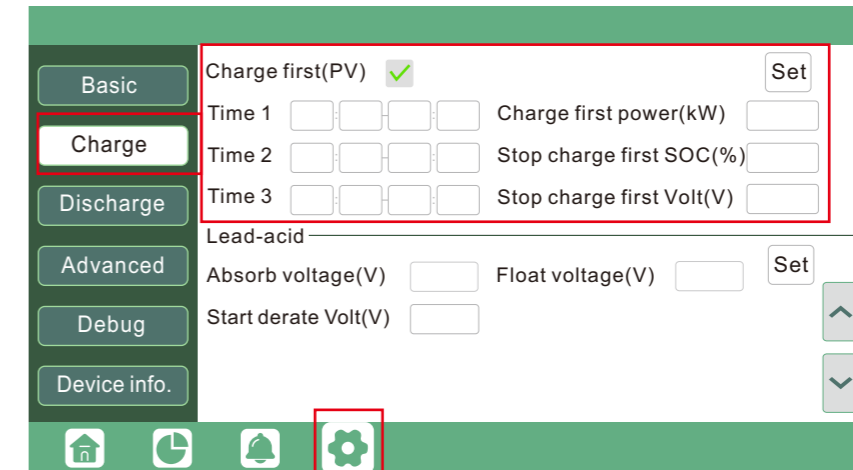 Basic
Charge
Discharge
Advanced
Debug
Device info.
Charge first(PV) Set
Time 1 : - : Charge first power(kW)
Time 2 : - : Stop charge first SOC(%)
Time 3 : - : Stop charge first Volt(V)
Lead-acid
Absorb voltage(V) Float voltage(V) Set
Start derate Volt(V)